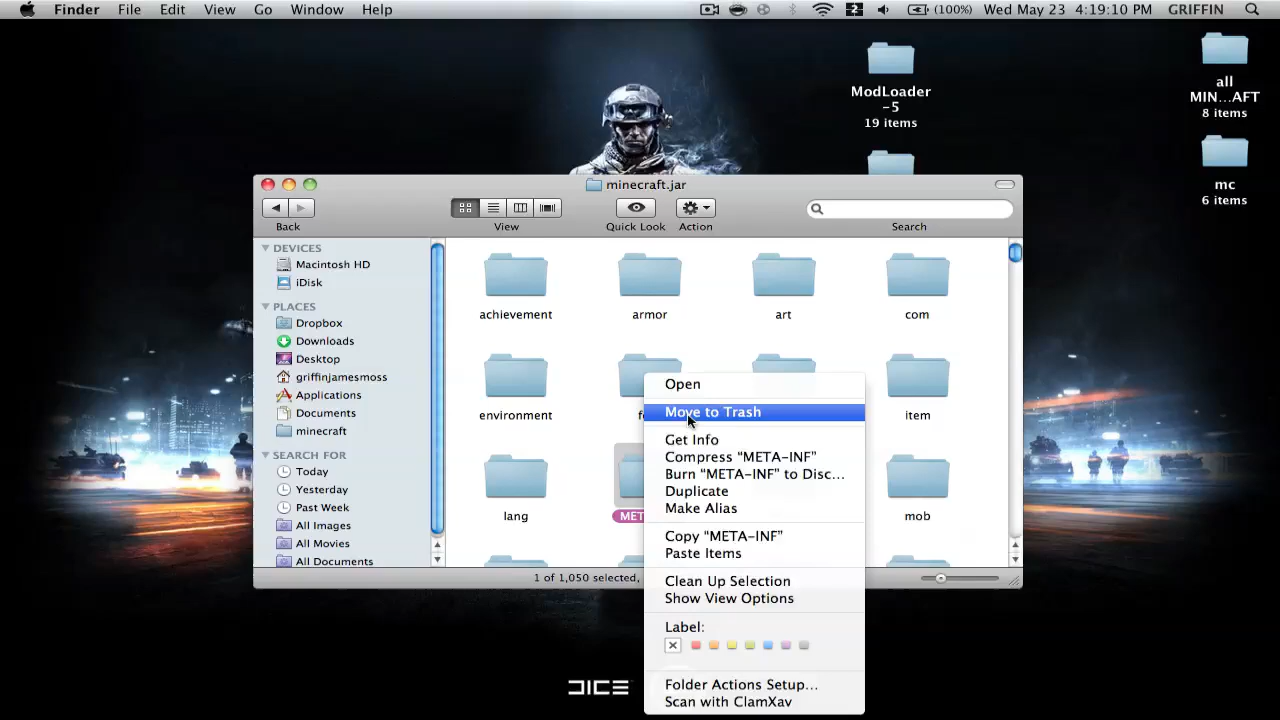 Finder File Edit View Go Window Help (100%) Wed May 23 4:19:10 PM GRIFFIN
ModLoader
-5
19 items
all
MIN...AFT
8 items
mc
6 items
minecraft.jar
Back View Quick Look Action Search
DEVICES
Macintosh HD
iDisk
PLACES
Dropbox
Downloads
Desktop
griffinjamesmoss
Applications
Documents
minecraft
SEARCH FOR
Today
Yesterday
Past Week
All Images
All Movies
All Documents
achievement armor art com
environment item
lang MET mob
1 of 1,050 selected,
Open
Move to Trash
Get Info
Compress “META-INF”
Burn “META-INF” to Disc...
Duplicate
Make Alias
Copy “META-INF”
Paste Items
Clean Up Selection
Show View Options
Label:
Folder Actions Setup...
Scan with ClamXav
DICE